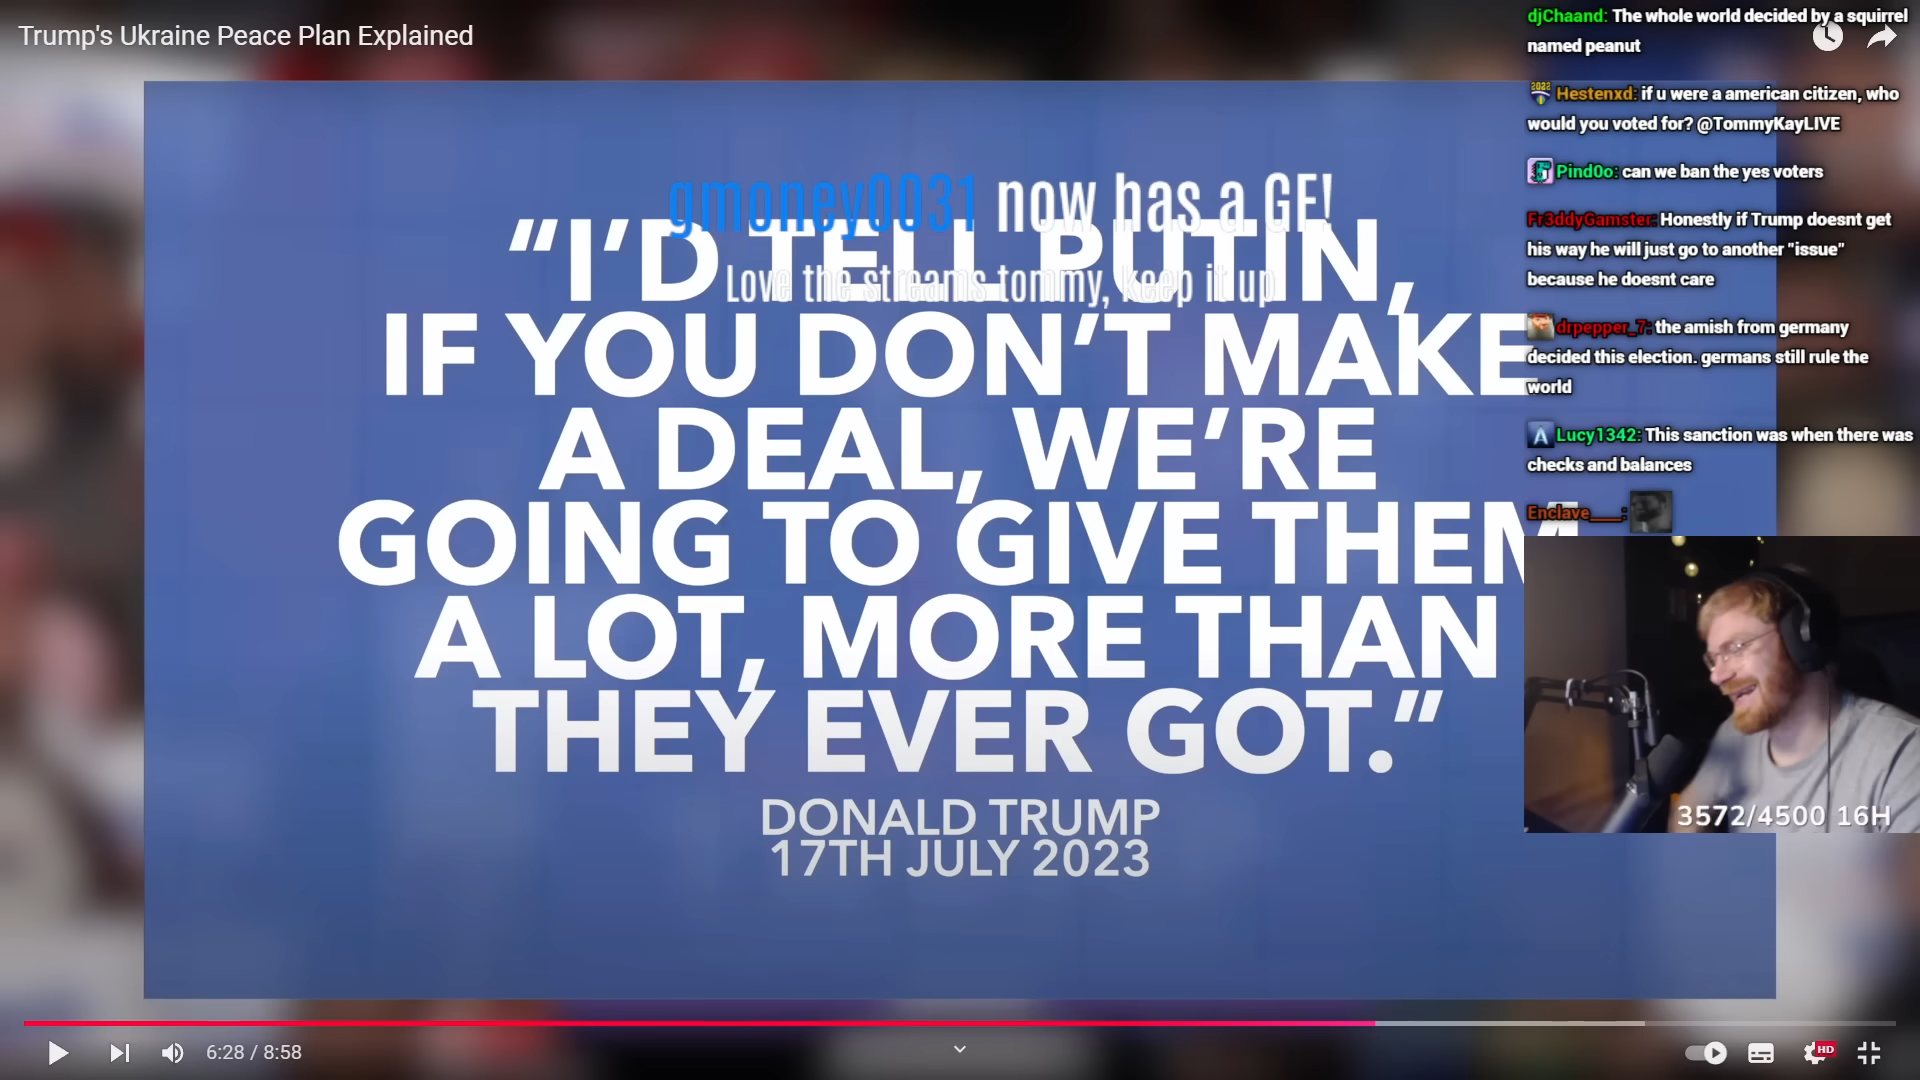 Trump's Ukraine Peace Plan Explained
gmoney0031 now has a GF!
Love the streams tommy, keep it up
“I’D TELL PUTIN,
IF YOU DON’T MAKE
A DEAL, WE’RE
GOING TO GIVE THEM
A LOT, MORE THAN
THEY EVER GOT.”
DONALD TRUMP
17TH JULY 2023
djChaand: The whole world decided by a squirrel
named peanut
2022
Hestenxd: if u were a american citizen, who
would you voted for? @TommyKayLIVE
Pind0o: can we ban the yes voters
Fr3ddyGamster: Honestly if Trump doesnt get
his way he will just go to another "issue"
because he doesnt care
drpepper_7: the amish from germany
decided this election. germans still rule the
world
A Lucy1342: This sanction was when there was
checks and balances
Enclave___:
3572/4500 16H
6:28 / 8:58
HD